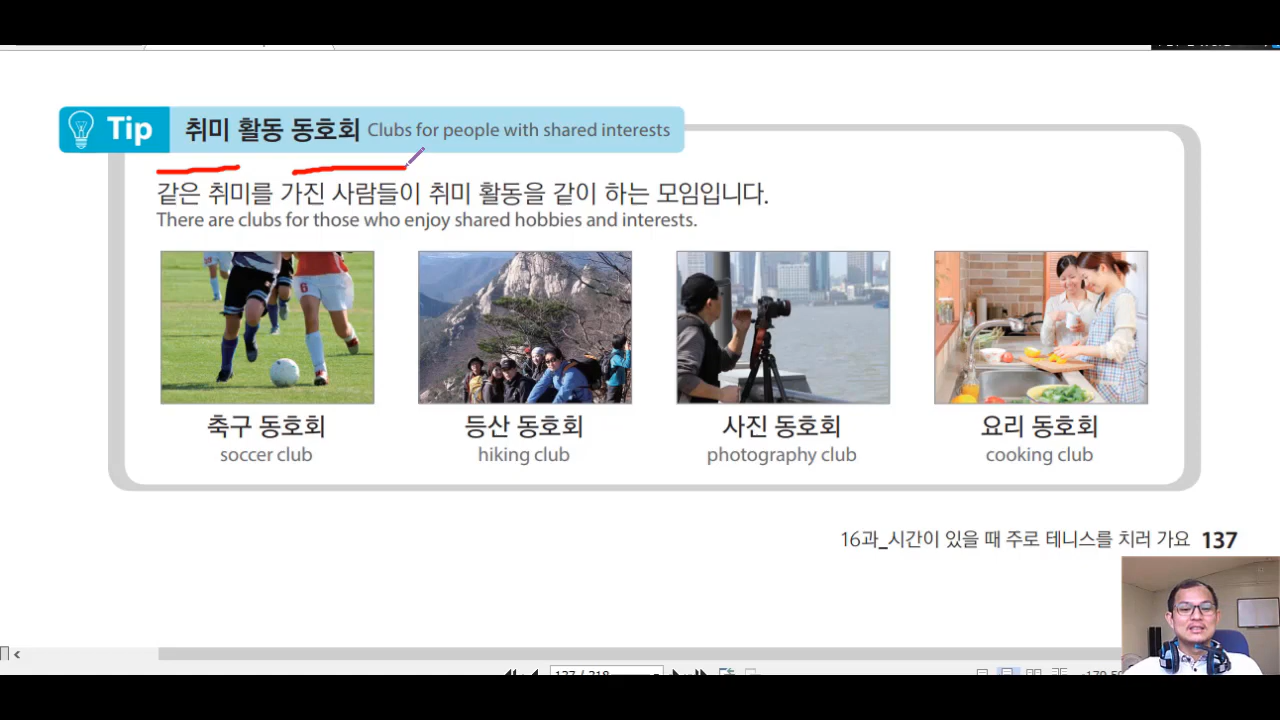 Tip 취미 활동 동호회 Clubs for people with shared interests
같은 취미를 가진 사람들이 취미 활동을 같이 하는 모임입니다.
There are clubs for those who enjoy shared hobbies and interests.
6
축구 동호회 등산 동호회 사진 동호회 요리 동호회
soccer club hiking club photography club cooking club
16과_시간이 있을 때 주로 테니스를 치러 가요 137
137 / 318